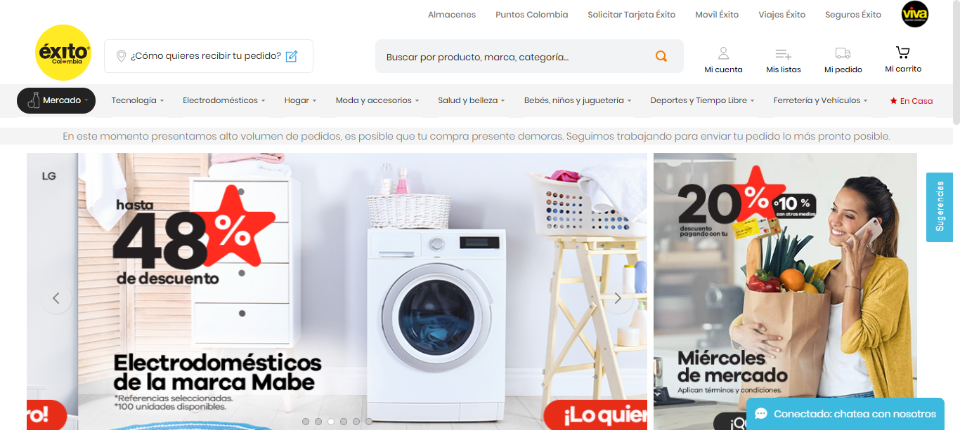 Almacenes Puntos Colombia Solicitar Tarjeta Éxito Movil Éxito Viajes Éxito Seguros Éxito viva
éxito
Colombia
¿Cómo quieres recibir tu pedido?
Buscar por producto, marca, categoría...
Mi cuenta Mis listas Mi pedido Mi carrito
Mercado Tecnología Electrodomésticos Hogar Moda y accesorios Salud y belleza Bebés, niños y juguetería Deportes y Tiempo Libre Ferretería y Vehículos En Casa
En este momento presentamos alto volumen de pedidos, es posible que tu compra presente demoras. Seguimos trabajando para enviar tu pedido lo más pronto posible.
LG
hasta
48%
de descuento
Electrodomésticos
de la marca Mabe
*Referencias seleccionadas.
*100 unidades disponibles.
ro!
¡Lo quier
20%
o 10 %
con otros medios
descuento
pagando con tu
Miércoles
de mercado
Aplican términos y condiciones.
Sugerencias
Conectado: chatea con nosotros